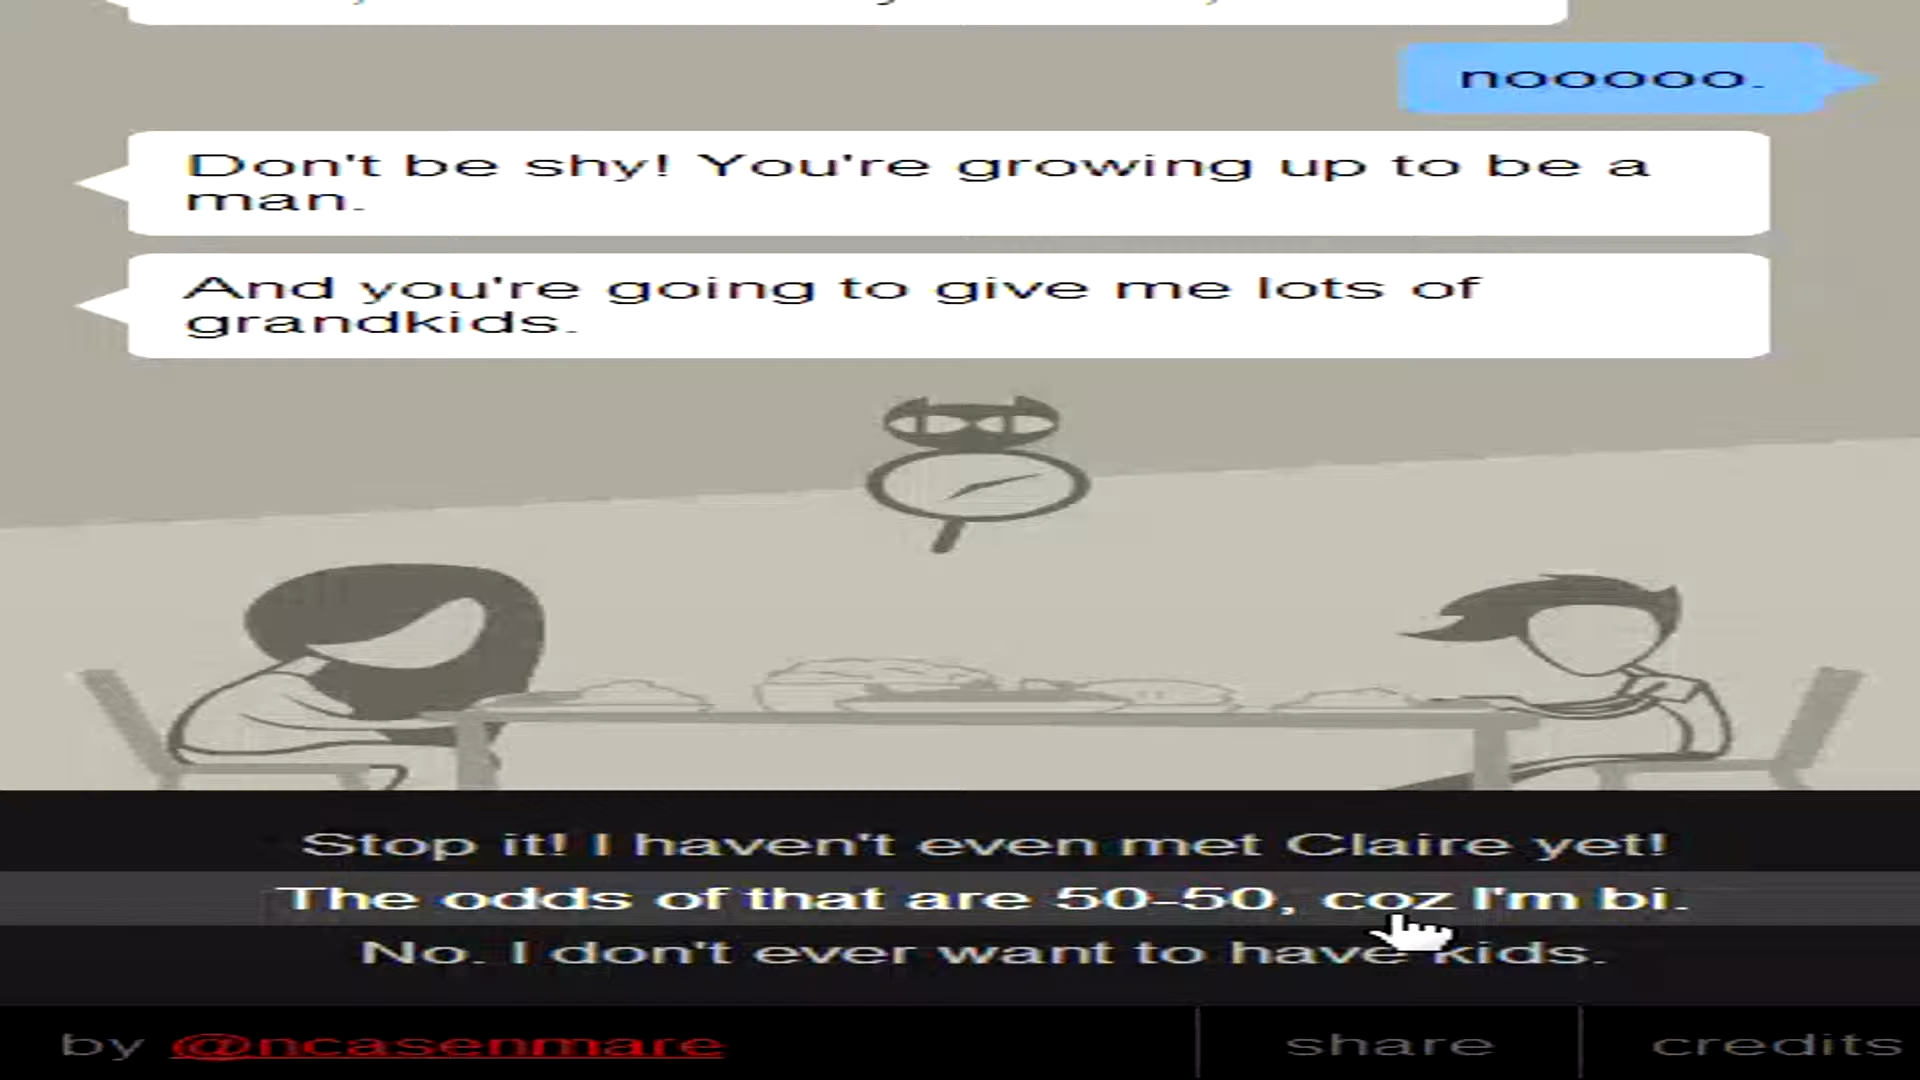 nooooo.
Don't be shy! You're growing up to be a
man.
And you're going to give me lots of
grandkids.
Stop it! I haven't even met Claire yet!
The odds of that are 50-50, coz I'm bi.
No. I don't ever want to have kids.
by @ncasenmare
share
credits